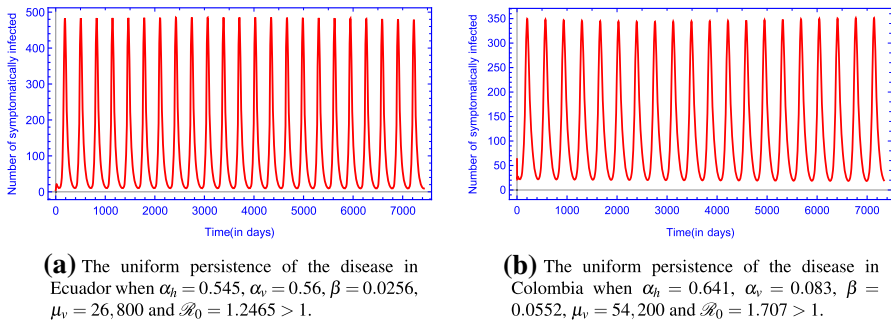 Number of symptomatically infected
500
400
300
200
100
0
0 1000 2000 3000 4000 5000 6000 7000
Time(in days)
(a) The uniform persistence of the disease in
Ecuador when αₕ = 0.545, αᵥ = 0.56, β = 0.0256,
μᵥ = 26,800 and ℛ₀ = 1.2465 > 1.
Number of symptomatically infected
350
300
250
200
150
100
50
0
0 1000 2000 3000 4000 5000 6000 7000
Time(in days)
(b) The uniform persistence of the disease in
Colombia when αₕ = 0.641, αᵥ = 0.083, β =
0.0552, μᵥ = 54,200 and ℛ₀ = 1.707 > 1.